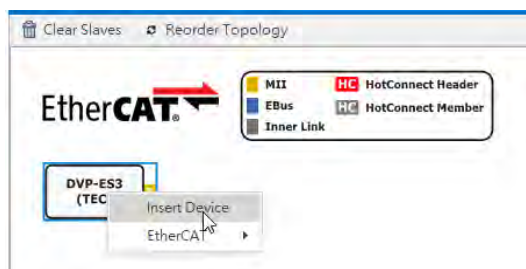 Clear Slaves Reorder Topology
EtherCAT®
MII HC HotConnect Header
EBus HC HotConnect Member
Inner Link
DVP-ES3
(TEC
Insert Device
EtherCAT